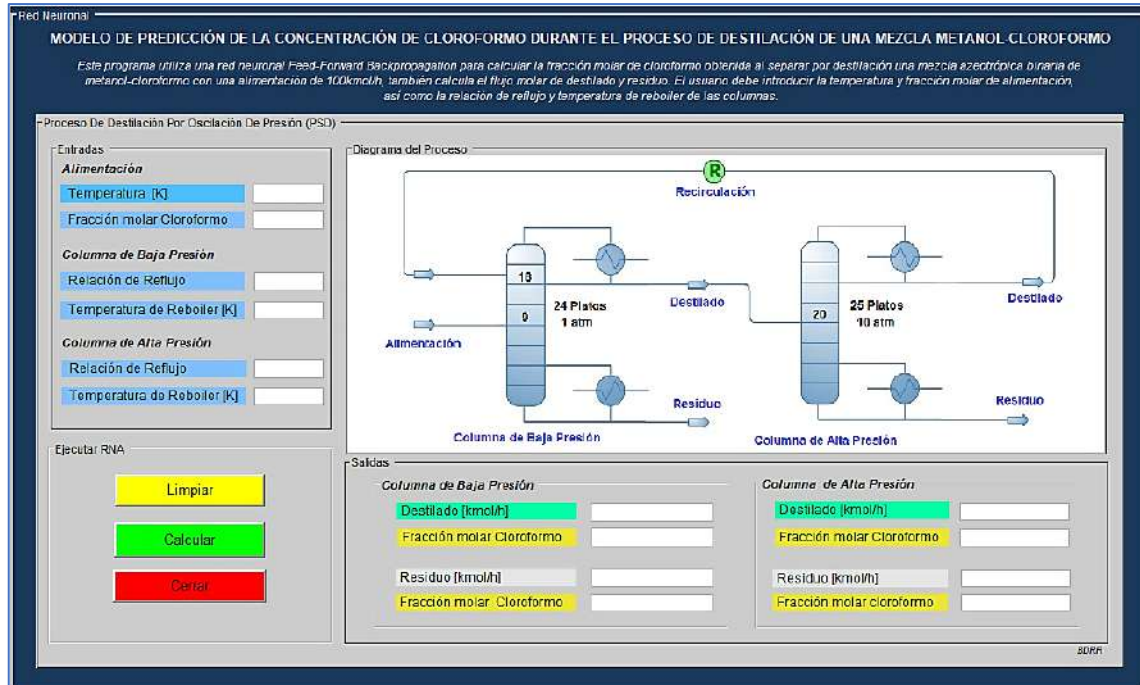 Red Neuronal
MODELO DE PREDICCIÓN DE LA CONCENTRACIÓN DE CLOROFORMO DURANTE EL PROCESO DE DESTILACIÓN DE UNA MEZCLA METANOL-CLOROFORMO
Este programa utiliza una red neuronal Feed-Forward Backpropagation para calcular la fracción molar de cloroformo obtenida al separar por destilación una mezcla azeotrópica binaria de
metanol-cloroformo con una alimentación de 100kmol/h, también calcula el flujo molar de destilado y residuo. El usuario debe introducir la temperatura y fracción molar de alimentación,
así como la relación de reflujo y temperatura de reboiler de las columnas.
Proceso De Destilación Por Oscilación De Presión (PSD)
Entradas
Alimentación
Temperatura [K]
Fracción molar Cloroformo
Columna de Baja Presión
Relación de Reflujo
Temperatura de Reboiler [K]
Columna de Alta Presión
Relación de Reflujo
Temperatura de Reboiler [K]
Diagrama del Proceso
R
Recirculación
24 Platos
1 atm
Destilado
Alimentación
Residuo
Columna de Baja Presión
20
25 Platos
10 atm
Destilado
Residuo
Columna de Alta Presión
Ejecutar RNA
Limpiar
Calcular
Cerrar
Salidas
Columna de Baja Presión
Destilado [kmol/h]
Fracción molar Cloroformo
Residuo [kmol/h]
Fracción molar Cloroformo
Columna de Alta Presión
Destilado [kmol/h]
Fracción molar Cloroformo
Residuo [kmol/h]
Fracción molar cloroformo